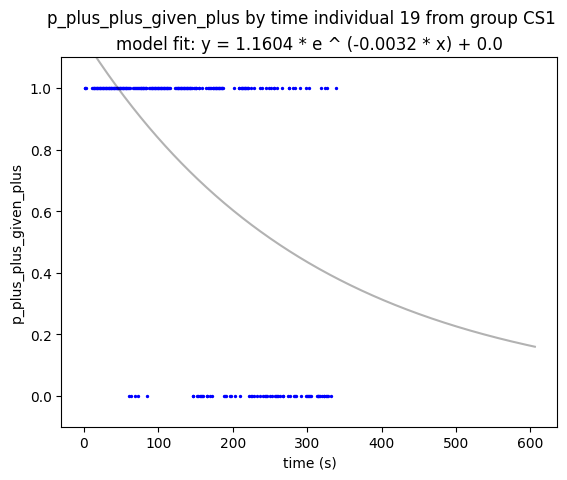 p_plus_plus_given_plus by time individual 19 from group CS1
model fit: y = 1.1604 * e ^ (-0.0032 * x) + 0.0
p_plus_plus_given_plus
1.0
0.8
0.6
0.4
0.2
0.0
0 100 200 300 400 500 600
time (s)